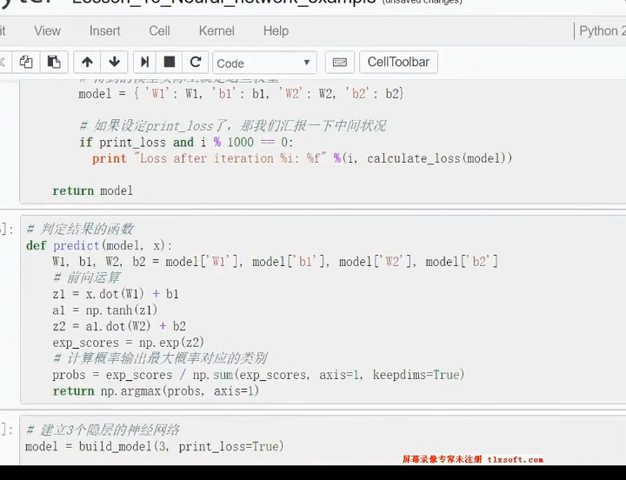 Lesson_10_Neural_network_example (unsaved changes)
View Insert Cell Kernel Help Python 2
Code CellToolbar
model = { 'W1': W1, 'b1': b1, 'W2': W2, 'b2': b2}
# 如果设定print_loss了，那我们汇报一下中间状况
if print_loss and i % 1000 == 0:
print "Loss after iteration %i: %f" %(i, calculate_loss(model))
return model
]: # 判定结果的函数
def predict(model, x):
W1, b1, W2, b2 = model['W1'], model['b1'], model['W2'], model['b2']
# 前向运算
z1 = x.dot(W1) + b1
a1 = np.tanh(z1)
z2 = a1.dot(W2) + b2
exp_scores = np.exp(z2)
# 计算概率输出最大概率对应的类别
probs = exp_scores / np.sum(exp_scores, axis=1, keepdims=True)
return np.argmax(probs, axis=1)
]: # 建立3个隐层的神经网络
model = build_model(3, print_loss=True)
屏幕录像专家未注册 tlxsoft.com